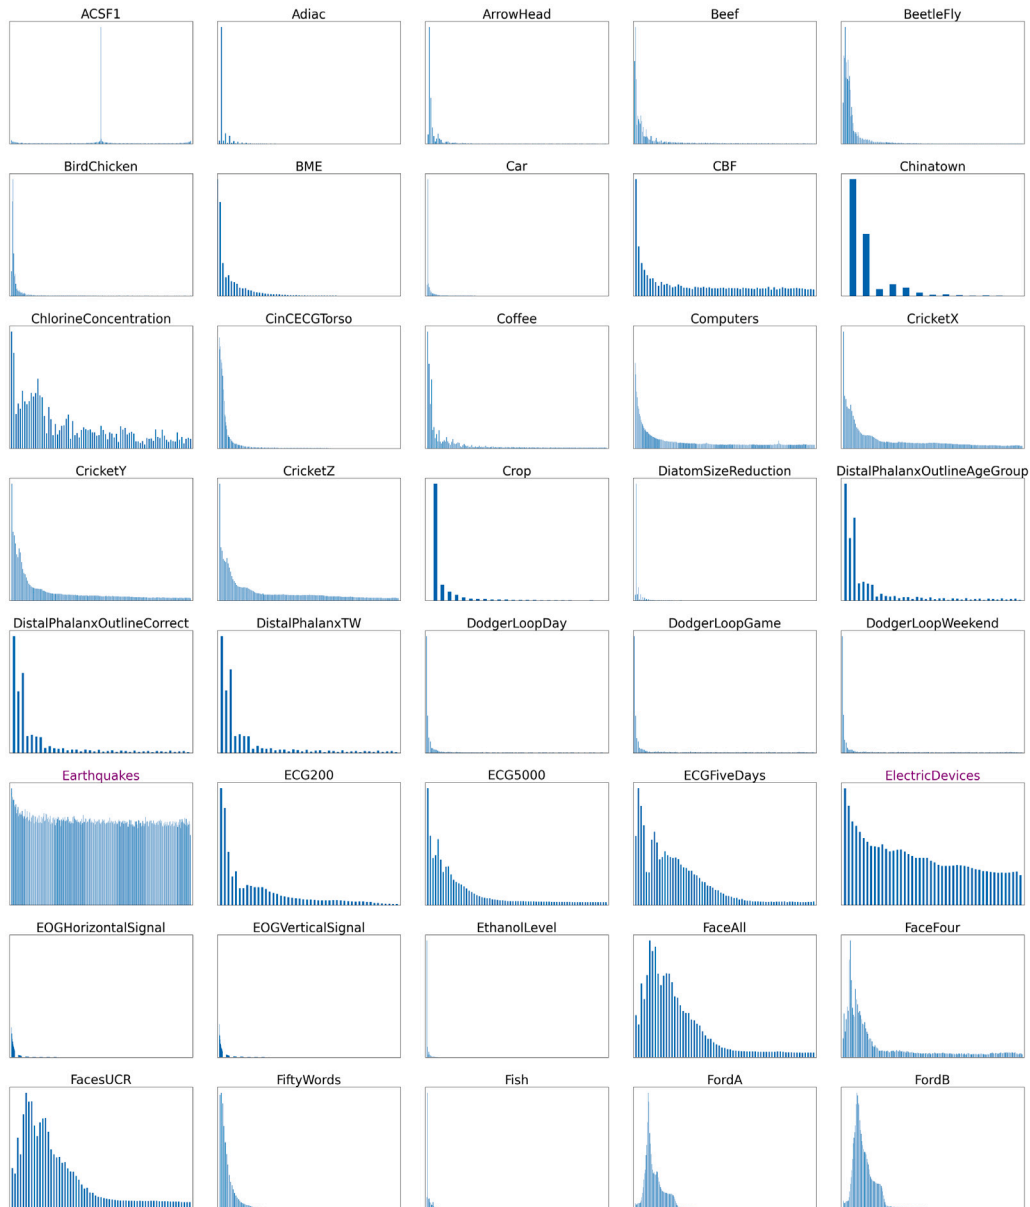 ACSF1 Adiac ArrowHead Beef BeetleFly
BirdChicken BME Car CBF Chinatown
ChlorineConcentration CinCECGTorso Coffee Computers CricketX
CricketY CricketZ Crop DiatomSizeReduction DistalPhalanxOutlineAgeGroup
DistalPhalanxOutlineCorrect DistalPhalanxTW DodgerLoopDay DodgerLoopGame DodgerLoopWeekend
Earthquakes ECG200 ECG5000 ECGFiveDays ElectricDevices
EOGHorizontalSignal EOGVerticalSignal EthanolLevel FaceAll FaceFour
FacesUCR FiftyWords Fish FordA FordB